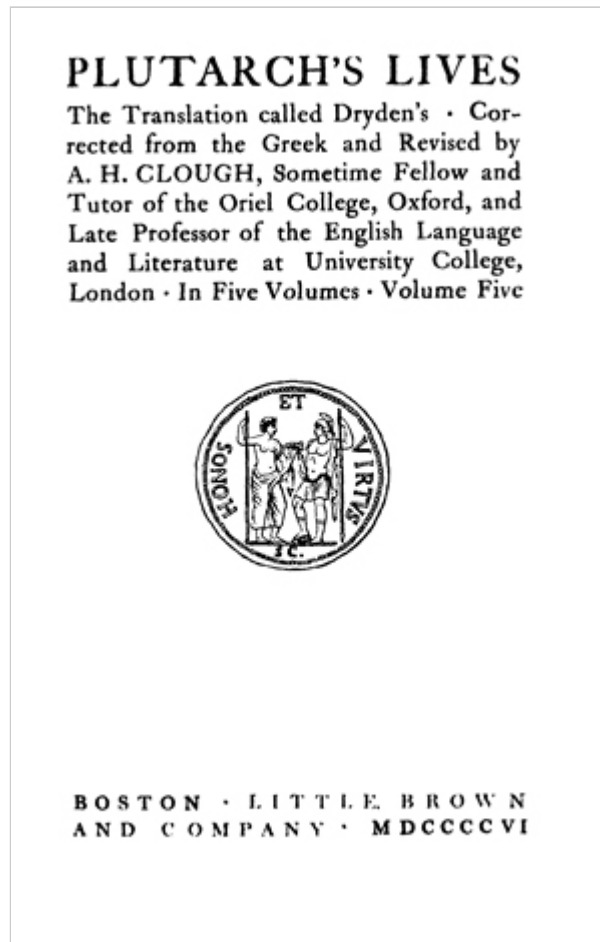 PLUTARCH'S LIVES
The Translation called Dryden's · Cor-
rected from the Greek and Revised by
A. H. CLOUGH, Sometime Fellow and
Tutor of the Oriel College, Oxford, and
Late Professor of the English Language
and Literature at University College,
London · In Five Volumes · Volume Five
HONOS
ET
VIRTVS
S C.
BOSTON · LITTLE BROWN
AND COMPANY · MDCCCCVI